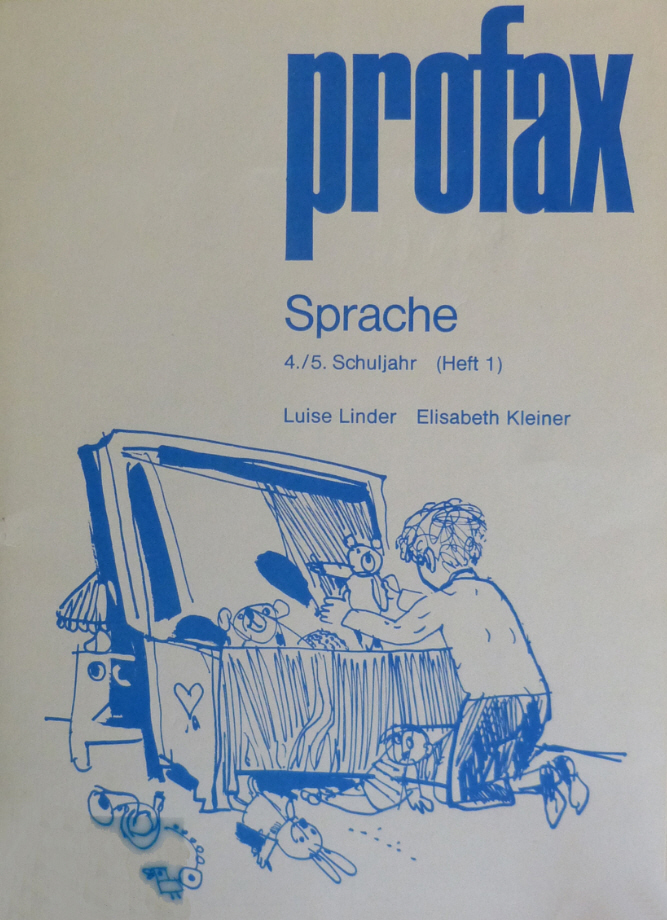 profax
Sprache
4./5. Schuljahr (Heft 1)
Luise Linder Elisabeth Kleiner